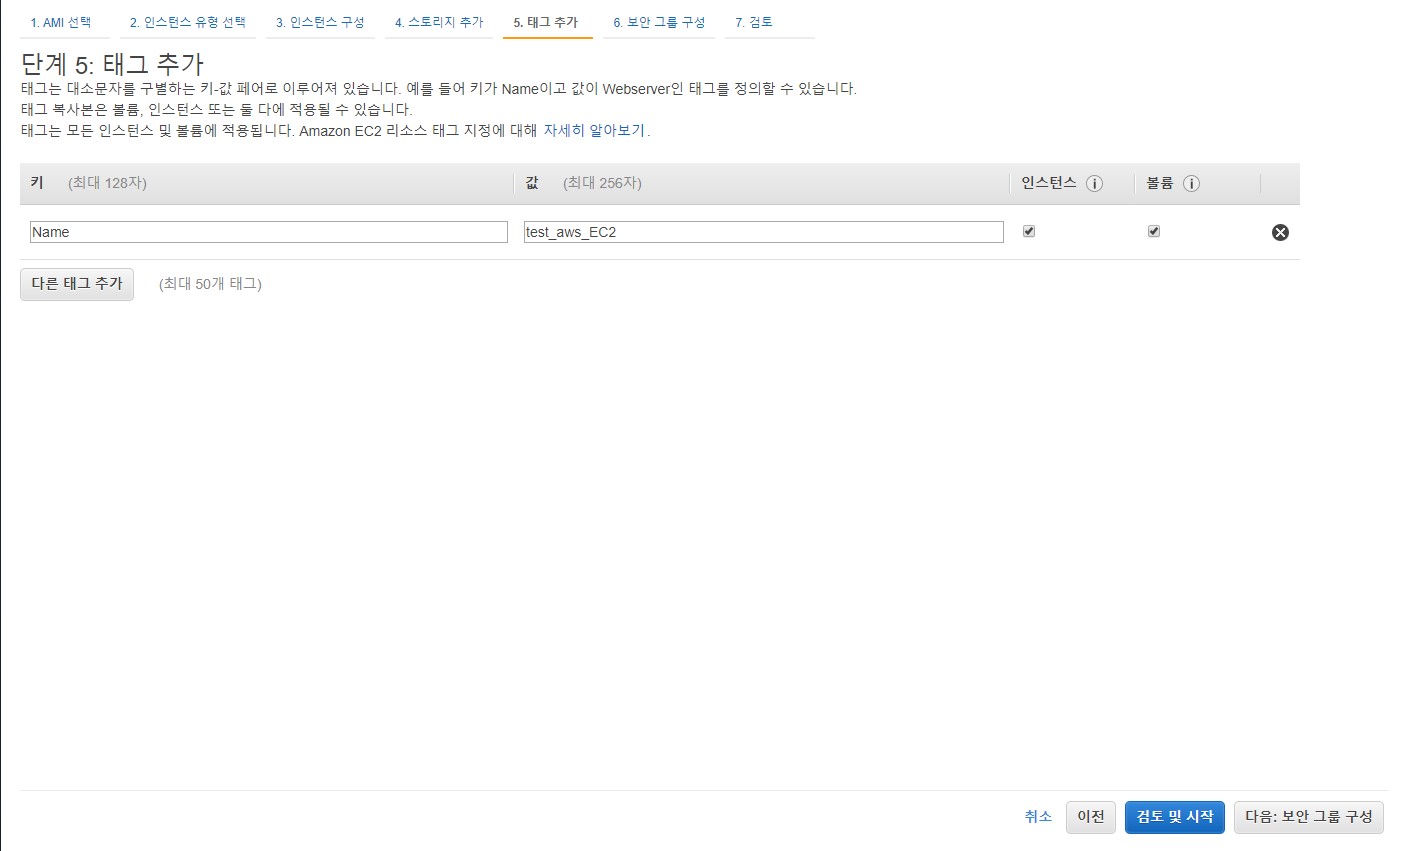 1. AMI 선택 2. 인스턴스 유형 선택 3. 인스턴스 구성 4. 스토리지 추가 5. 태그 추가 6. 보안 그룹 구성 7. 검토
단계 5: 태그 추가
태그는 대소문자를 구별하는 키-값 페어로 이루어져 있습니다. 예를 들어 키가 Name이고 값이 Webserver인 태그를 정의할 수 있습니다.
태그 복사본은 볼륨, 인스턴스 또는 둘 다에 적용될 수 있습니다.
태그는 모든 인스턴스 및 볼륨에 적용됩니다. Amazon EC2 리소스 태그 지정에 대해 자세히 알아보기.
키 (최대 128자) 값 (최대 256자) 인스턴스 i 볼륨 i
Name test_aws_EC2
다른 태그 추가 (최대 50개 태그)
취소 이전 검토 및 시작 다음: 보안 그룹 구성